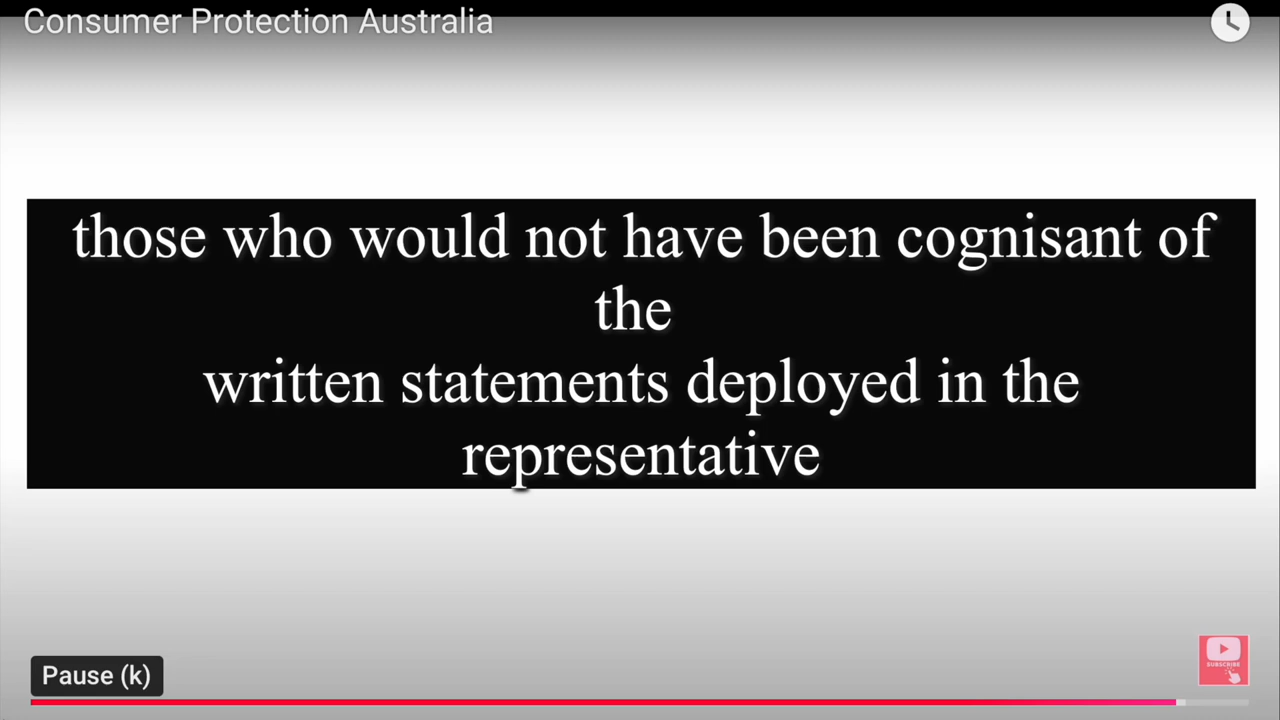 Consumer Protection Australia
those who would not have been cognisant of
the
written statements deployed in the
representative
SUBSCRIBE
Pause (k)